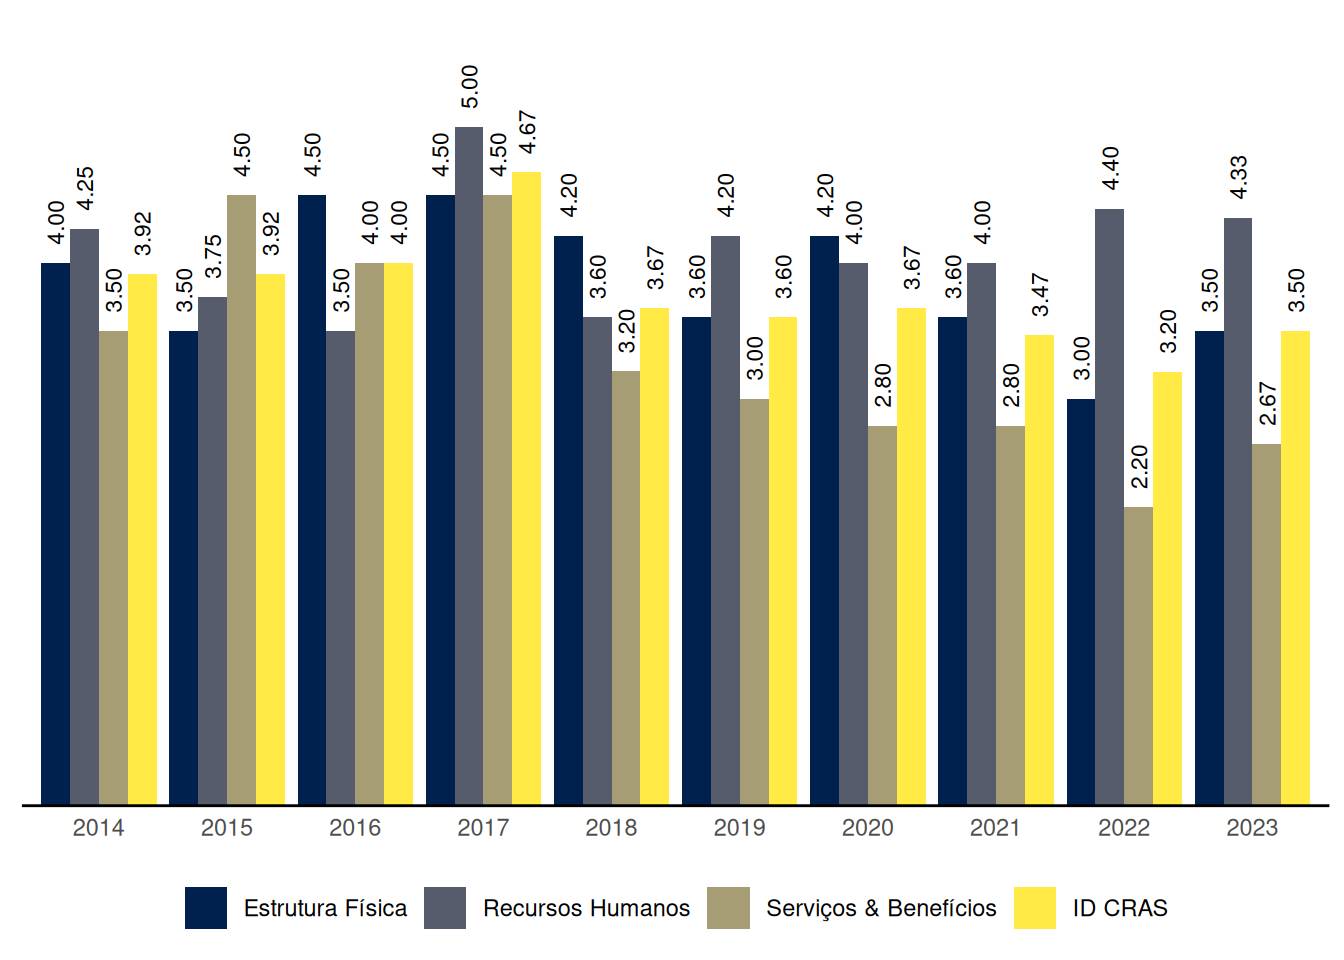 4.00 4.25 3.50 3.92
3.50 3.75 4.50 3.92
4.50 3.50 4.00 4.00
4.50 5.00 4.50 4.67
4.20 3.60 3.20 3.67
3.60 4.20 3.00 3.60
4.20 4.00 2.80 3.67
3.60 4.00 2.80 3.47
3.00 4.40 2.20 3.20
3.50 4.33 2.67 3.50
2014 2015 2016 2017 2018 2019 2020 2021 2022 2023
Estrutura Física Recursos Humanos Serviços & Benefícios ID CRAS